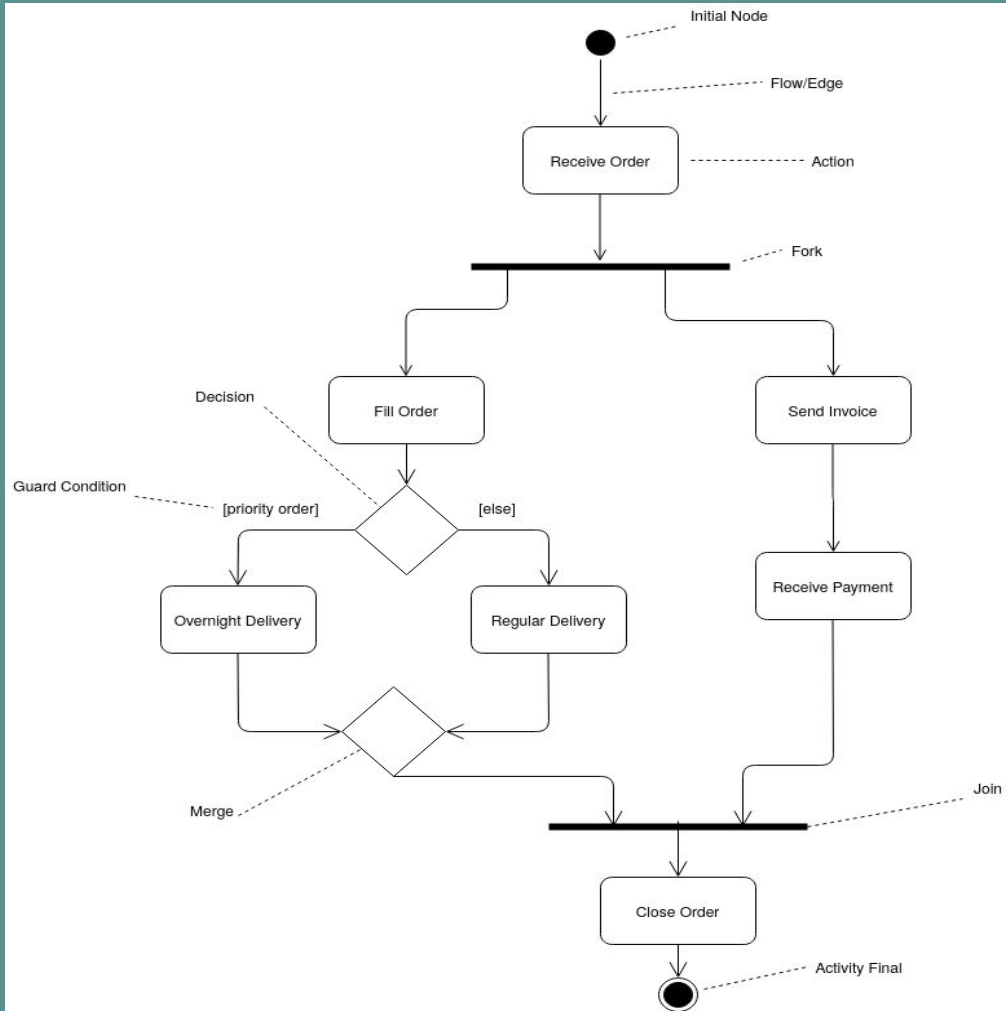 Initial Node
Flow/Edge
Receive Order
Action
Fork
Decision
Fill Order
Send Invoice
Guard Condition
[priority order]
[else]
Receive Payment
Overnight Delivery
Regular Delivery
Merge
Join
Close Order
Activity Final